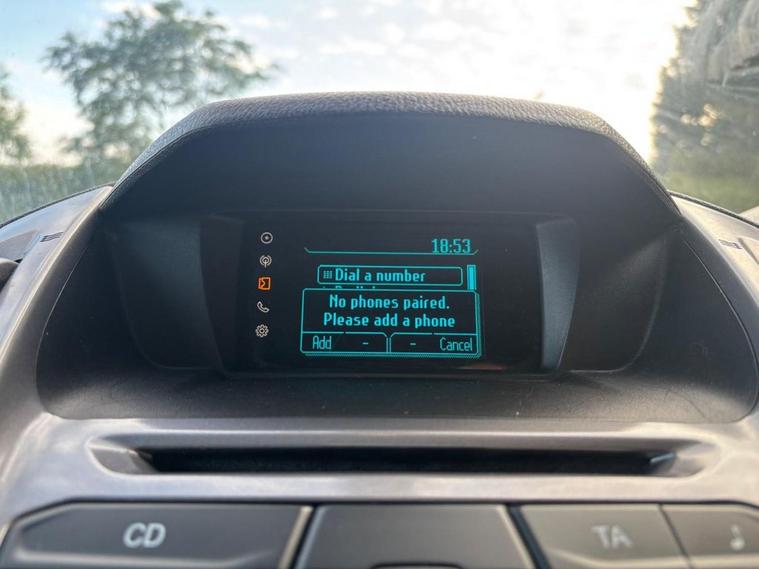 18:53
Dial a number
No phones paired.
Please add a phone
Add - - Cancel
CD TA